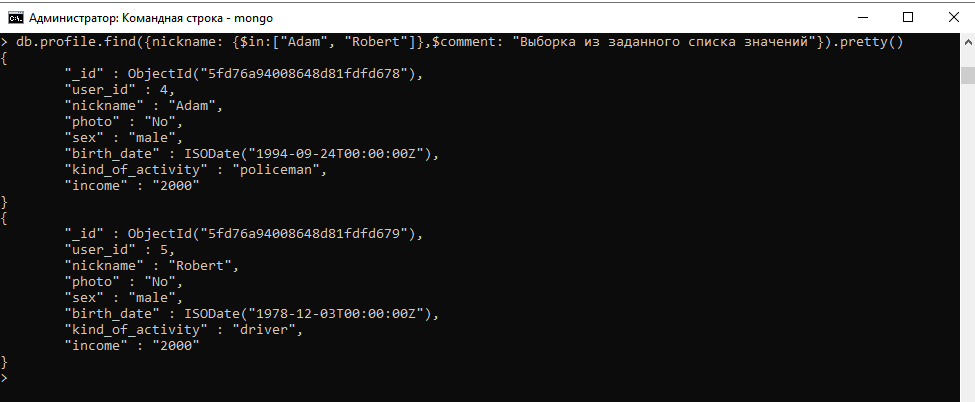 Администратор: Командная строка - mongo
> db.profile.find({nickname: {$in:["Adam", "Robert"]},$comment: "Выборка из заданного списка значений"}).pretty()
{
        "_id" : ObjectId("5fd76a94008648d81fdfd678"),
        "user_id" : 4,
        "nickname" : "Adam",
        "photo" : "No",
        "sex" : "male",
        "birth_date" : ISODate("1994-09-24T00:00:00Z"),
        "kind_of_activity" : "policeman",
        "income" : "2000"
}
{
        "_id" : ObjectId("5fd76a94008648d81fdfd679"),
        "user_id" : 5,
        "nickname" : "Robert",
        "photo" : "No",
        "sex" : "male",
        "birth_date" : ISODate("1978-12-03T00:00:00Z"),
        "kind_of_activity" : "driver",
        "income" : "2000"
}
>